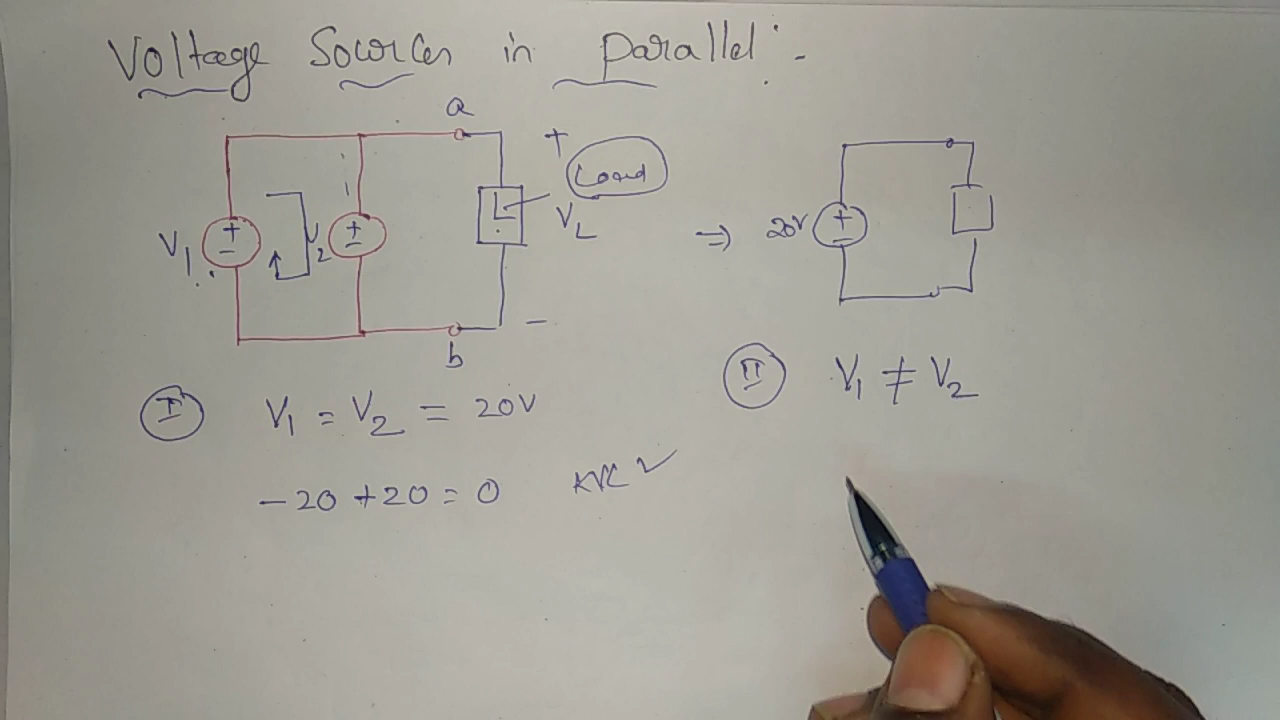 Voltage Sources in parallel :-
a
+ Load
V1 + - V2 + - L VL
⇒ 20V + -
-
b
I V1 = V2 = 20V
II V1 ≠ V2
-20 +20 = 0 KVL ✓